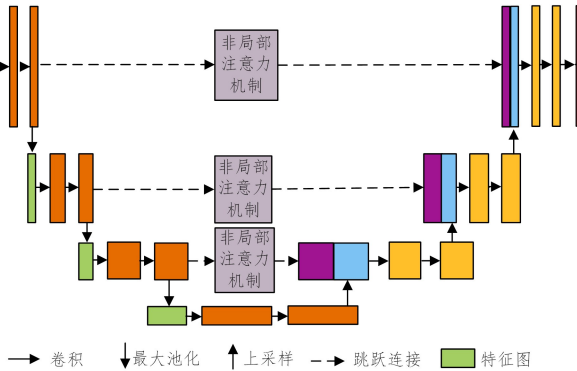 非局部
注意力
机制
非局部
注意力
机制
非局部
注意力
机制
卷积
最大池化
上采样
跳跃连接
特征图